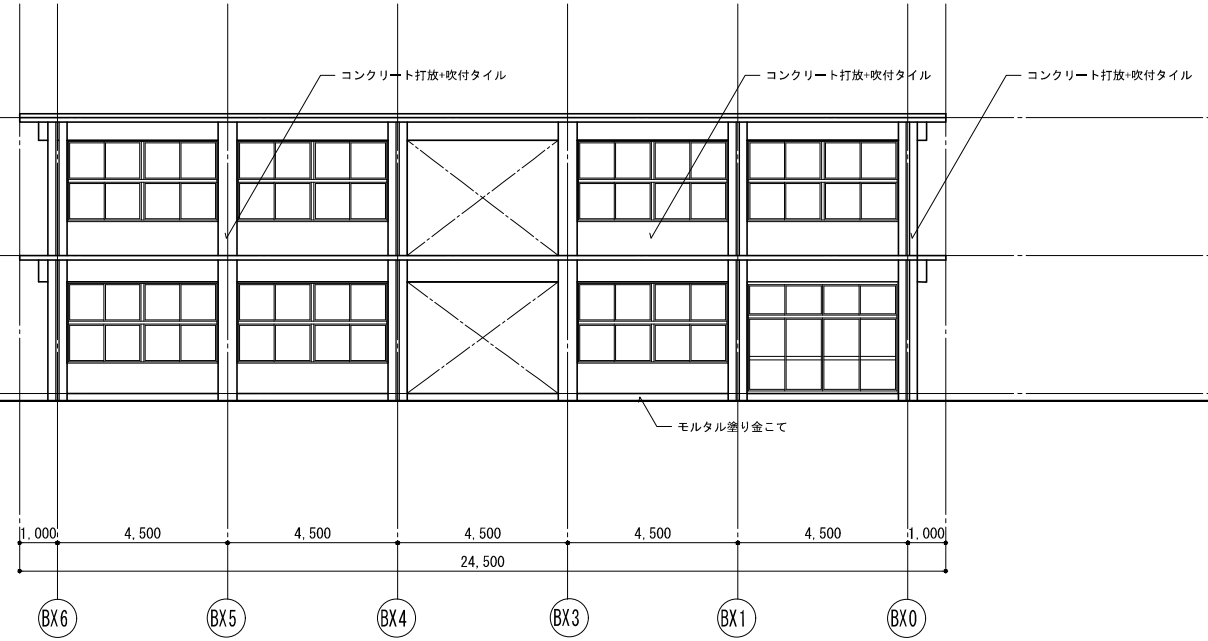 コンクリート打放+吹付タイル
コンクリート打放+吹付タイル
コンクリート打放+吹付タイル
モルタル塗り金こて
1,000
4,500
4,500
4,500
4,500
4,500
1,000
24,500
BX6
BX5
BX4
BX3
BX1
BX0